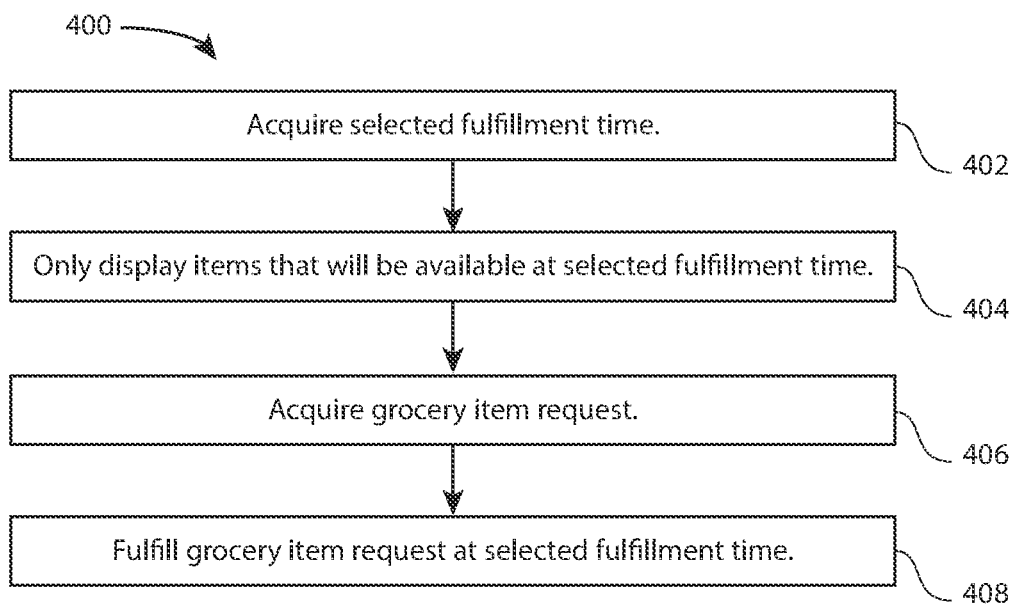 400
Acquire selected fulfillment time.
402
Only display items that will be available at selected fulfillment time.
404
Acquire grocery item request.
406
Fulfill grocery item request at selected fulfillment time.
408